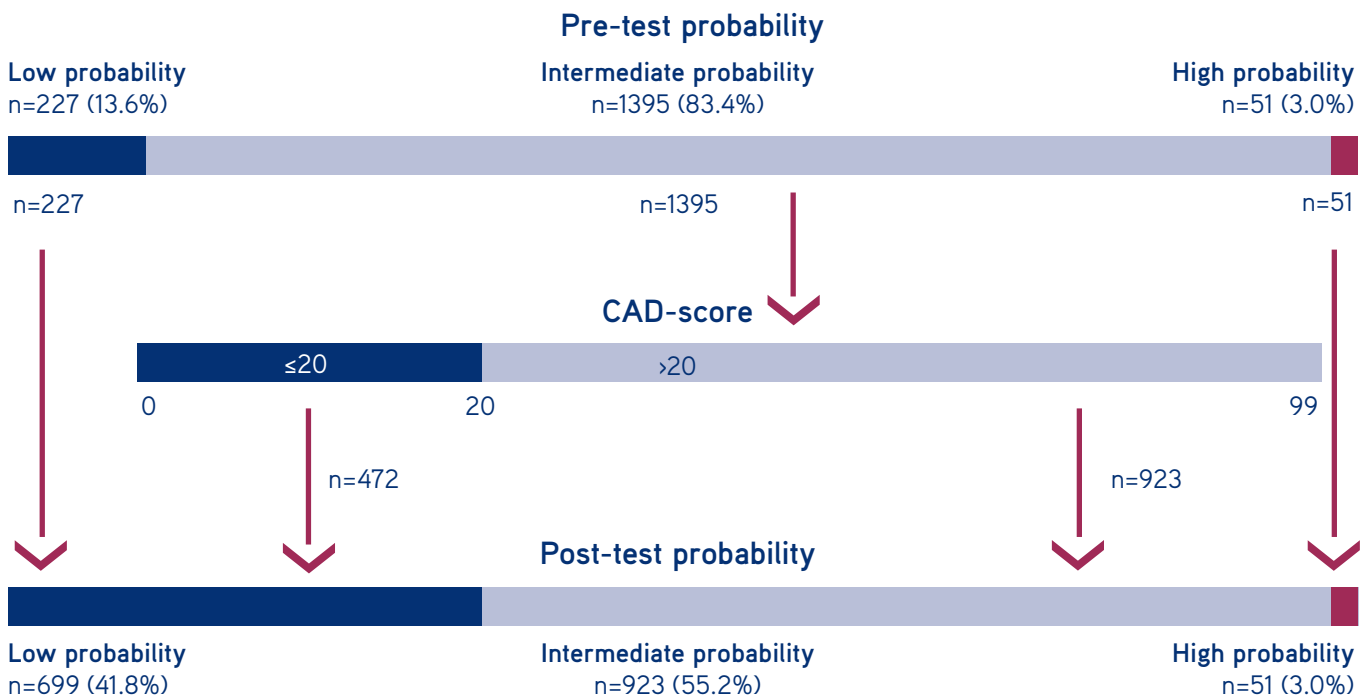 Pre-test probability
Low probability
n=227 (13.6%)
Intermediate probability
n=1395 (83.4%)
High probability
n=51 (3.0%)
n=227
n=1395
n=51
CAD-score
≤20
>20
0
20
99
n=472
n=923
Post-test probability
Low probability
n=699 (41.8%)
Intermediate probability
n=923 (55.2%)
High probability
n=51 (3.0%)